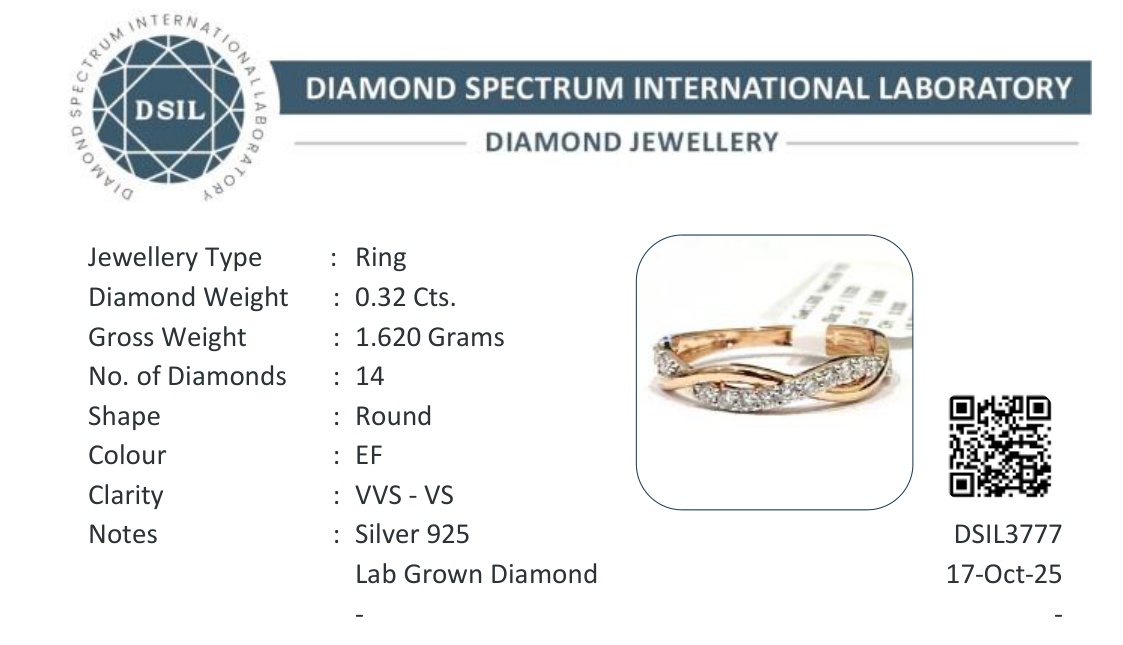 DIAMOND SPECTRUM INTERNATIONAL LABORATORY
DSIL
DIAMOND SPECTRUM INTERNATIONAL LABORATORY
DIAMOND JEWELLERY
Jewellery Type : Ring
Diamond Weight : 0.32 Cts.
Gross Weight : 1.620 Grams
No. of Diamonds : 14
Shape : Round
Colour : EF
Clarity : VVS - VS
Notes : Silver 925 DSIL3777
Lab Grown Diamond 17-Oct-25
- -